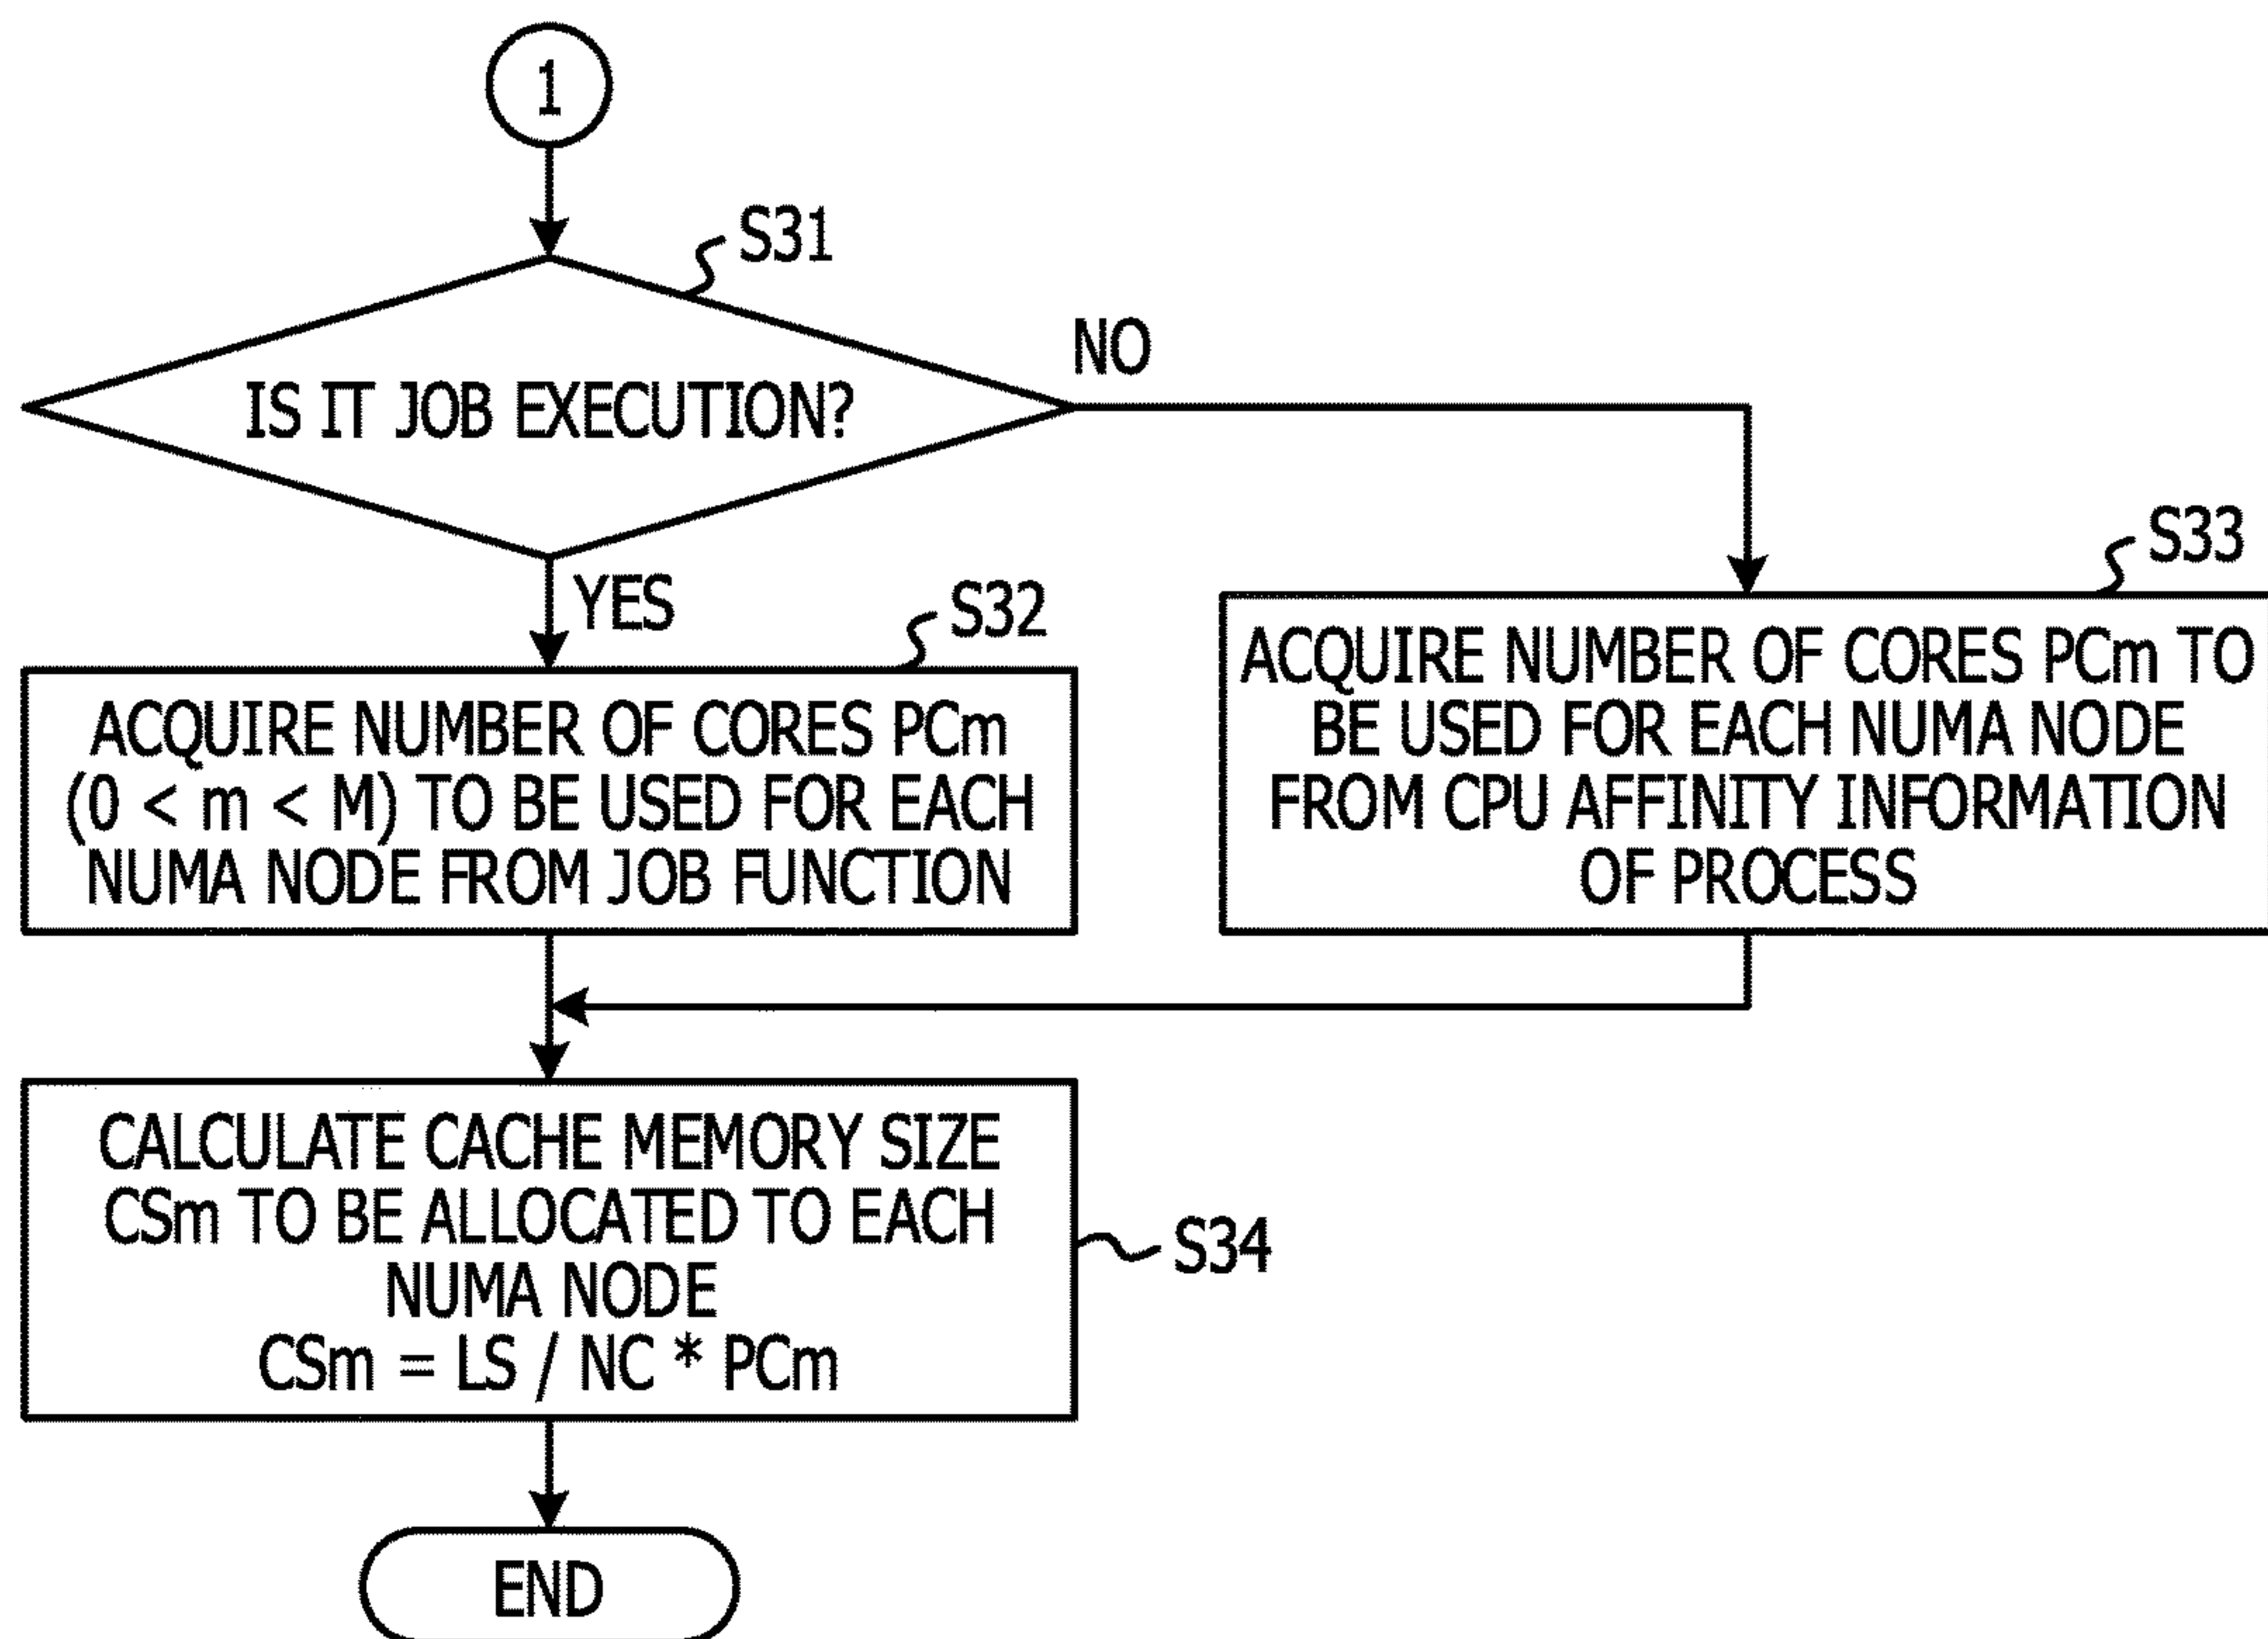 1
S31
IS IT JOB EXECUTION?
NO
YES
S32
ACQUIRE NUMBER OF CORES PCm
(0 < m < M) TO BE USED FOR EACH
NUMA NODE FROM JOB FUNCTION
S33
ACQUIRE NUMBER OF CORES PCm TO
BE USED FOR EACH NUMA NODE
FROM CPU AFFINITY INFORMATION
OF PROCESS
CALCULATE CACHE MEMORY SIZE
CSm TO BE ALLOCATED TO EACH
NUMA NODE
CSm = LS / NC * PCm
S34
END